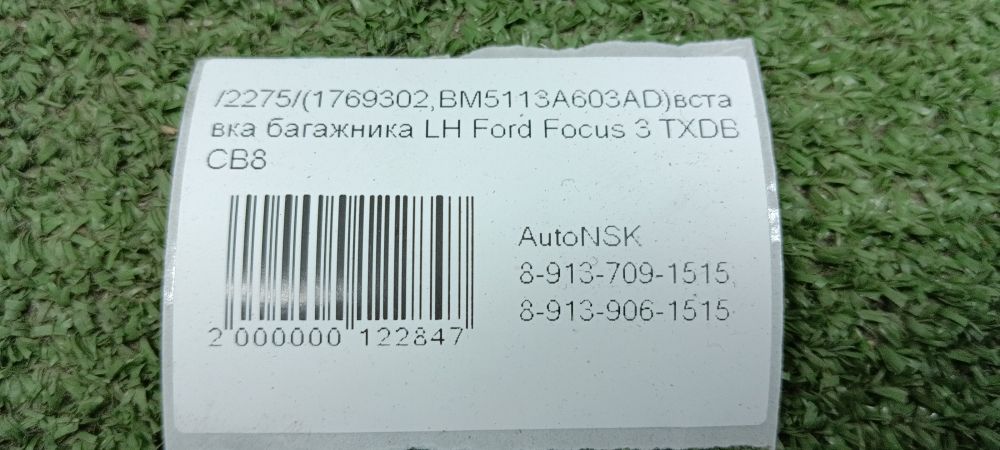 /2275/(1769302,BM5113A603AD)вста
вка багажника LH Ford Focus 3 TXDB
CB8
AutoNSK
8-913-709-1515,
8-913-906-1515
2 000000 122847